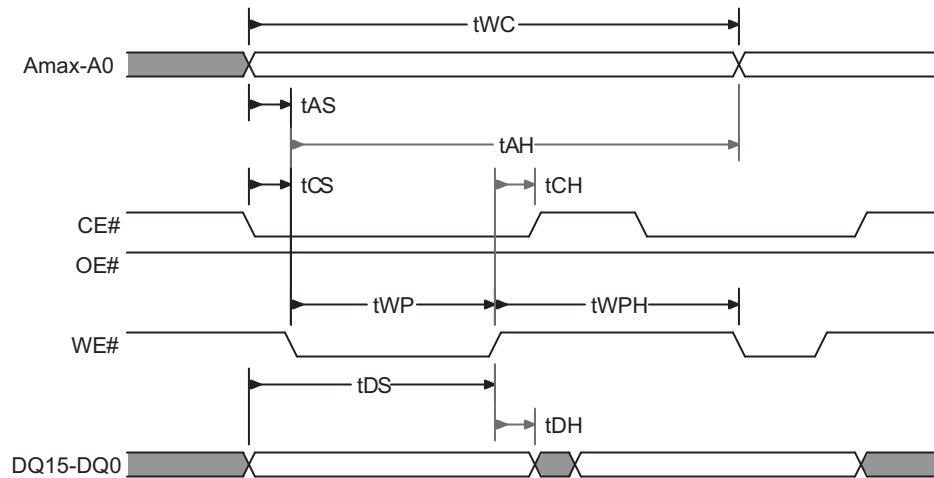 tWC
Amax-A0
tAS
tAH
tCS
tCH
CE#
OE#
tWP
tWPH
WE#
tDS
tDH
DQ15-DQ0